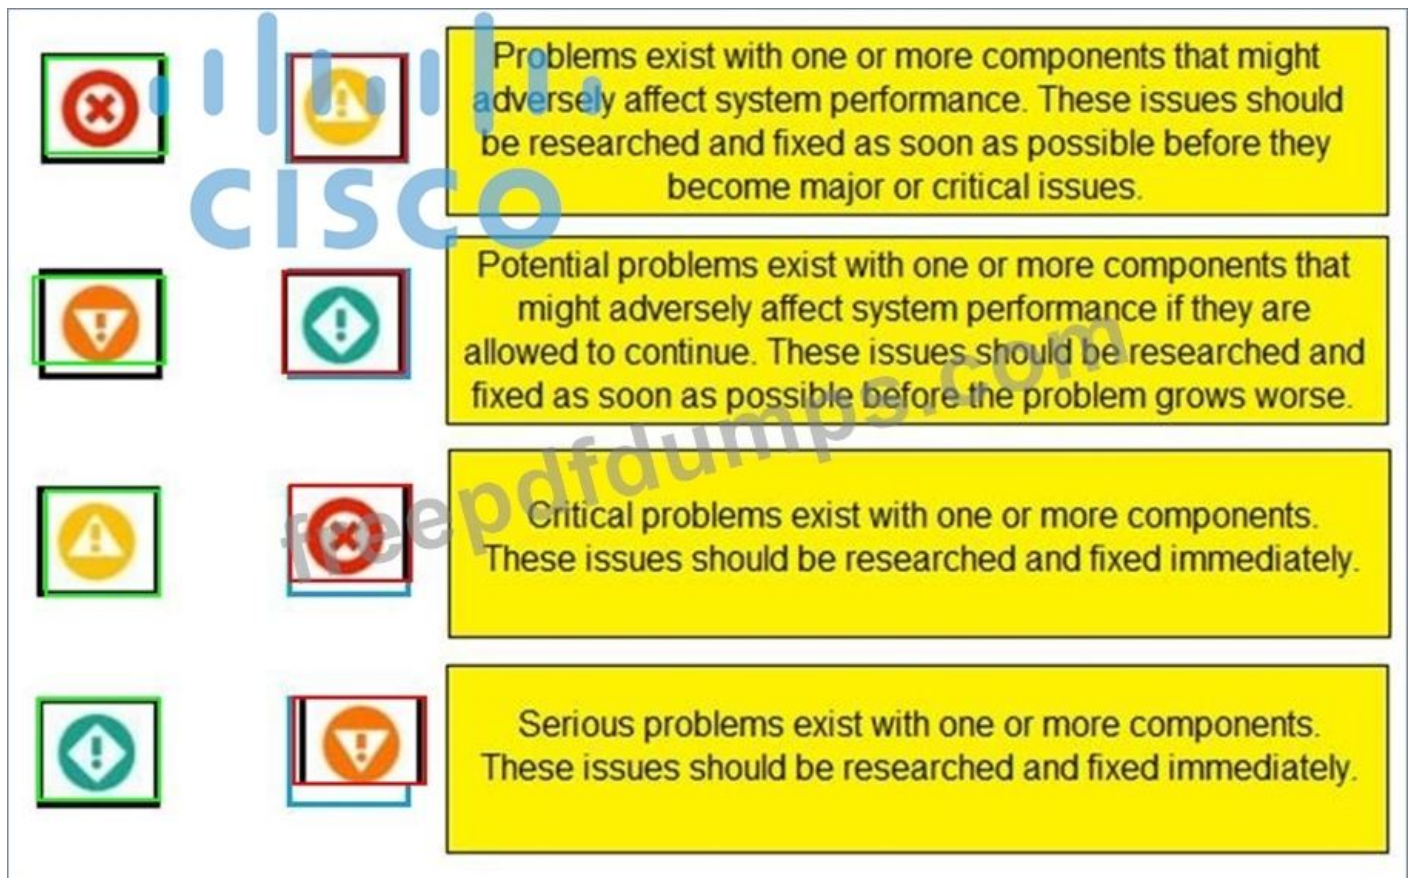 Problems exist with one or more components that might
adversely affect system performance. These issues should
be researched and fixed as soon as possible before they
become major or critical issues.
CISCO
Potential problems exist with one or more components that
might adversely affect system performance if they are
allowed to continue. These issues should be researched and
fixed as soon as possible before the problem grows worse.
freepdfdumps.com
Critical problems exist with one or more components.
These issues should be researched and fixed immediately.
Serious problems exist with one or more components.
These issues should be researched and fixed immediately.